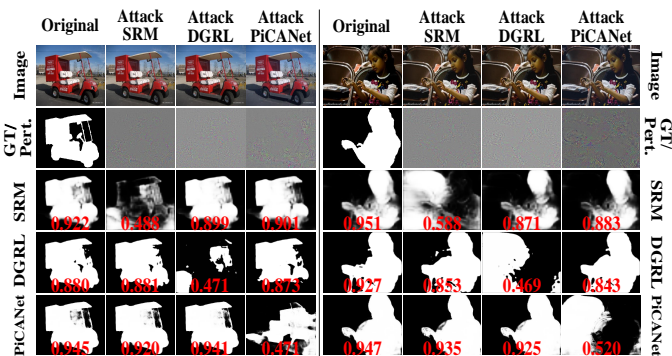 Original Attack SRM Attack DGRL Attack PiCANet Original Attack SRM Attack DGRL Attack PiCANet
Image Image
GT/ Pert. GT/ Pert.
SRM 0.922 0.488 0.899 0.901 0.951 0.588 0.871 0.883 SRM
DGRL 0.880 0.881 0.471 0.873 0.927 0.853 0.469 0.843 DGRL
PiCANet 0.945 0.920 0.941 0.471 0.947 0.935 0.925 0.520 PiCANet